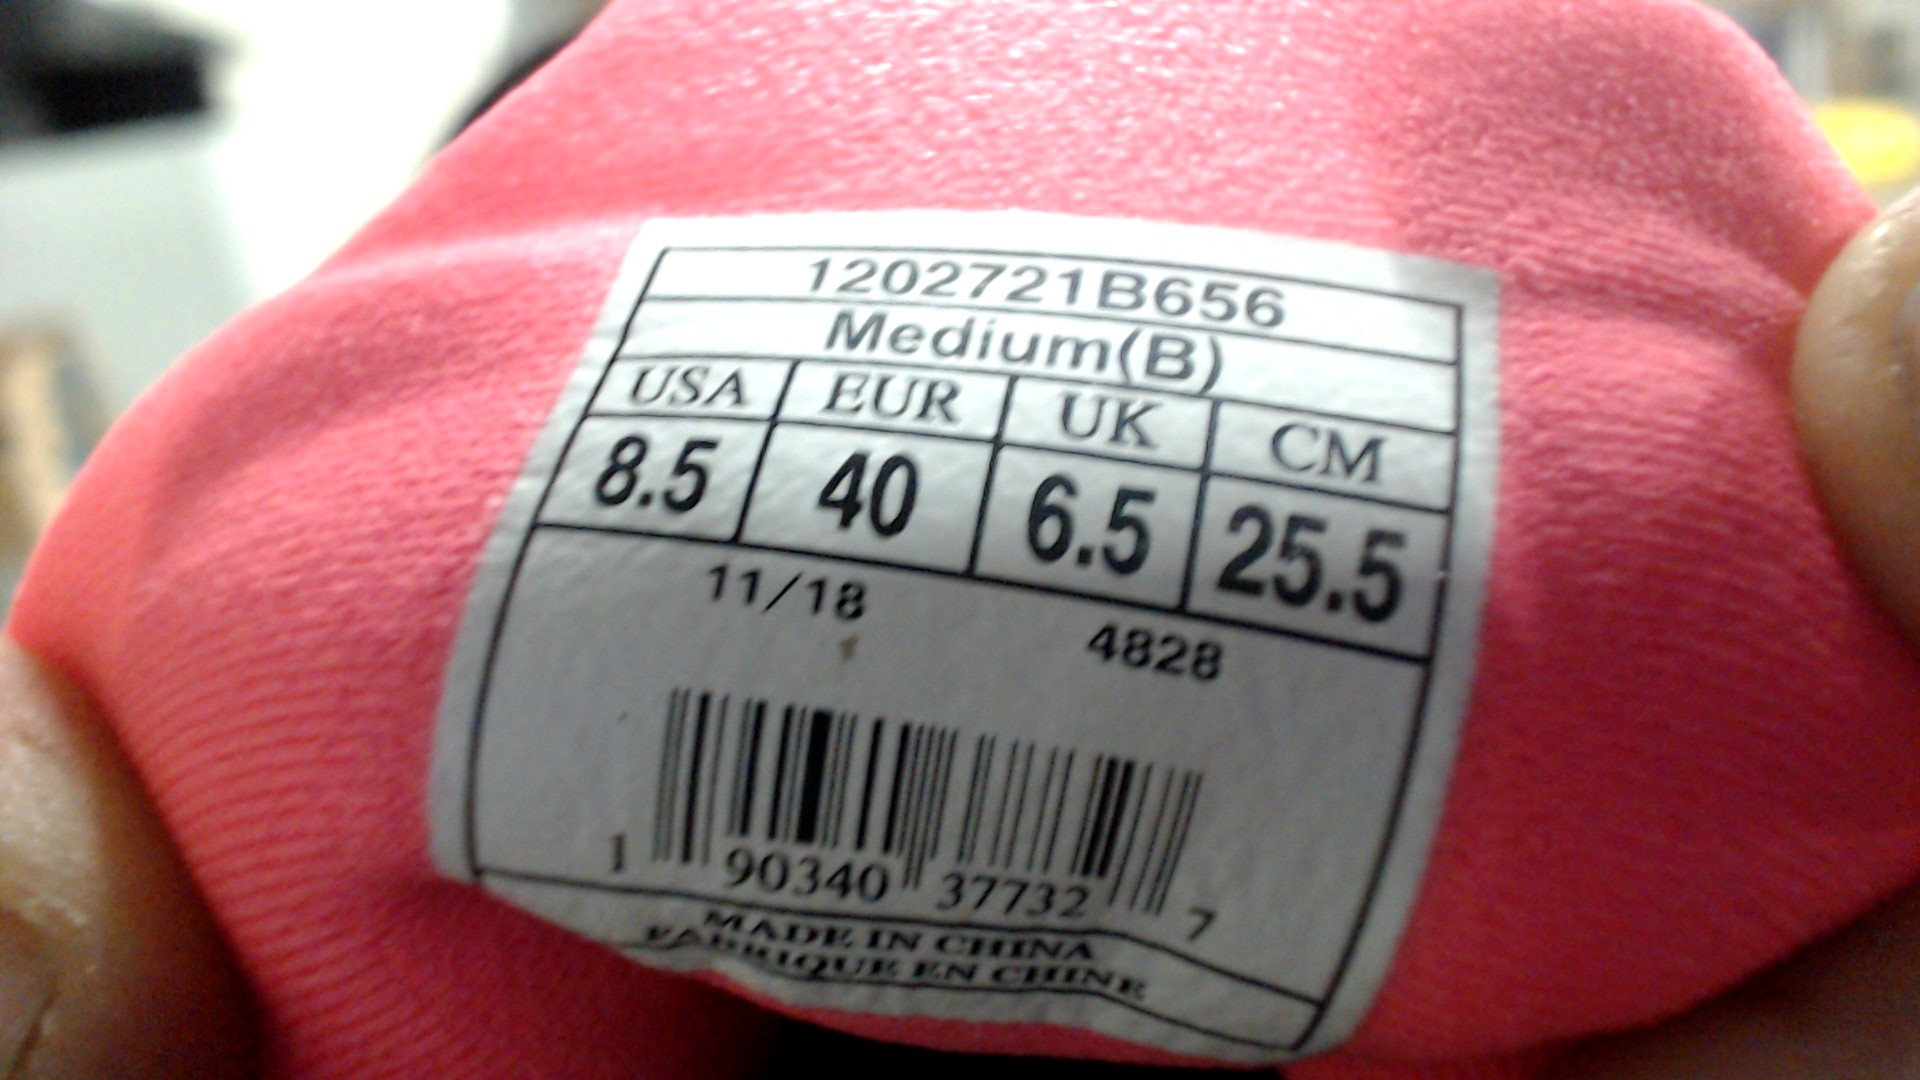 1202721B656
Medium(B)
USA EUR UK CM
8.5 40 6.5 25.5
11/18
4828
1 90340 37732 7
MADE IN CHINA
FABRIQUE EN CHINE